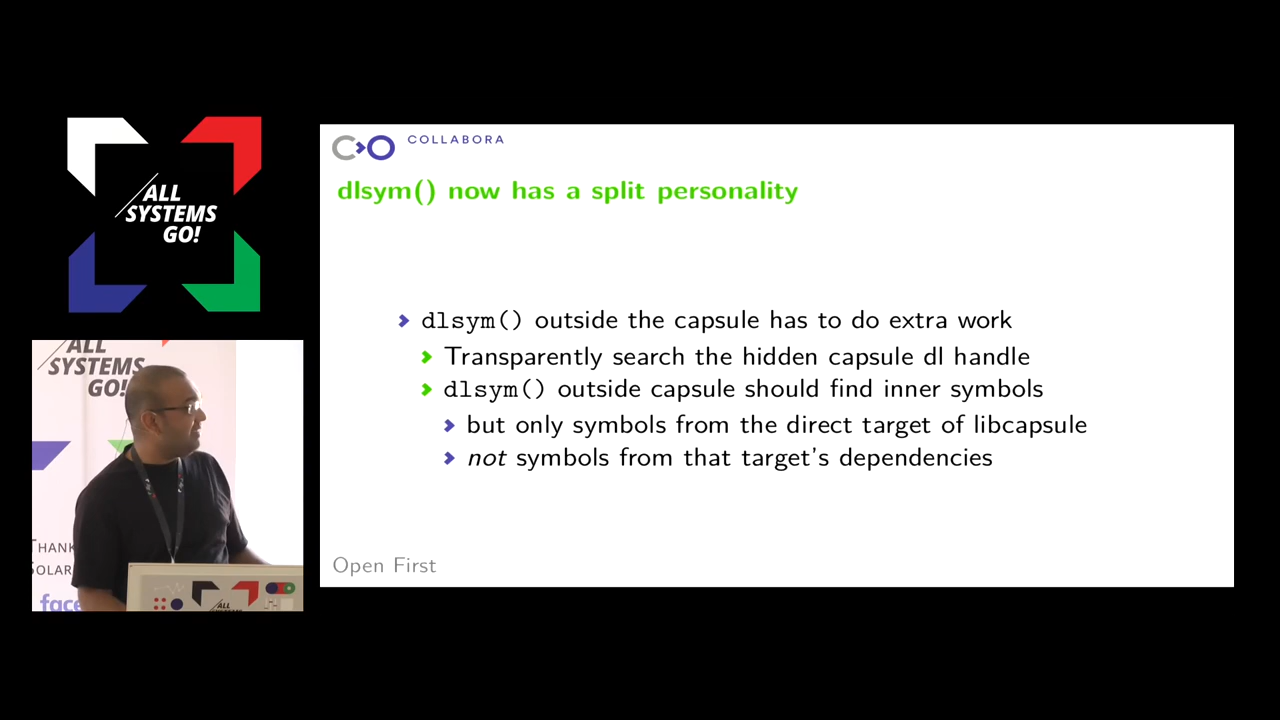 ALL
SYSTEMS
GO!
COLLABORA
dlsym() now has a split personality
dlsym() outside the capsule has to do extra work
Transparently search the hidden capsule dl handle
dlsym() outside capsule should find inner symbols
but only symbols from the direct target of libcapsule
not symbols from that target's dependencies
Open First
ALL
SYSTEMS
GO!
THANK
SOLAR
face
ALL
SYSTEMS